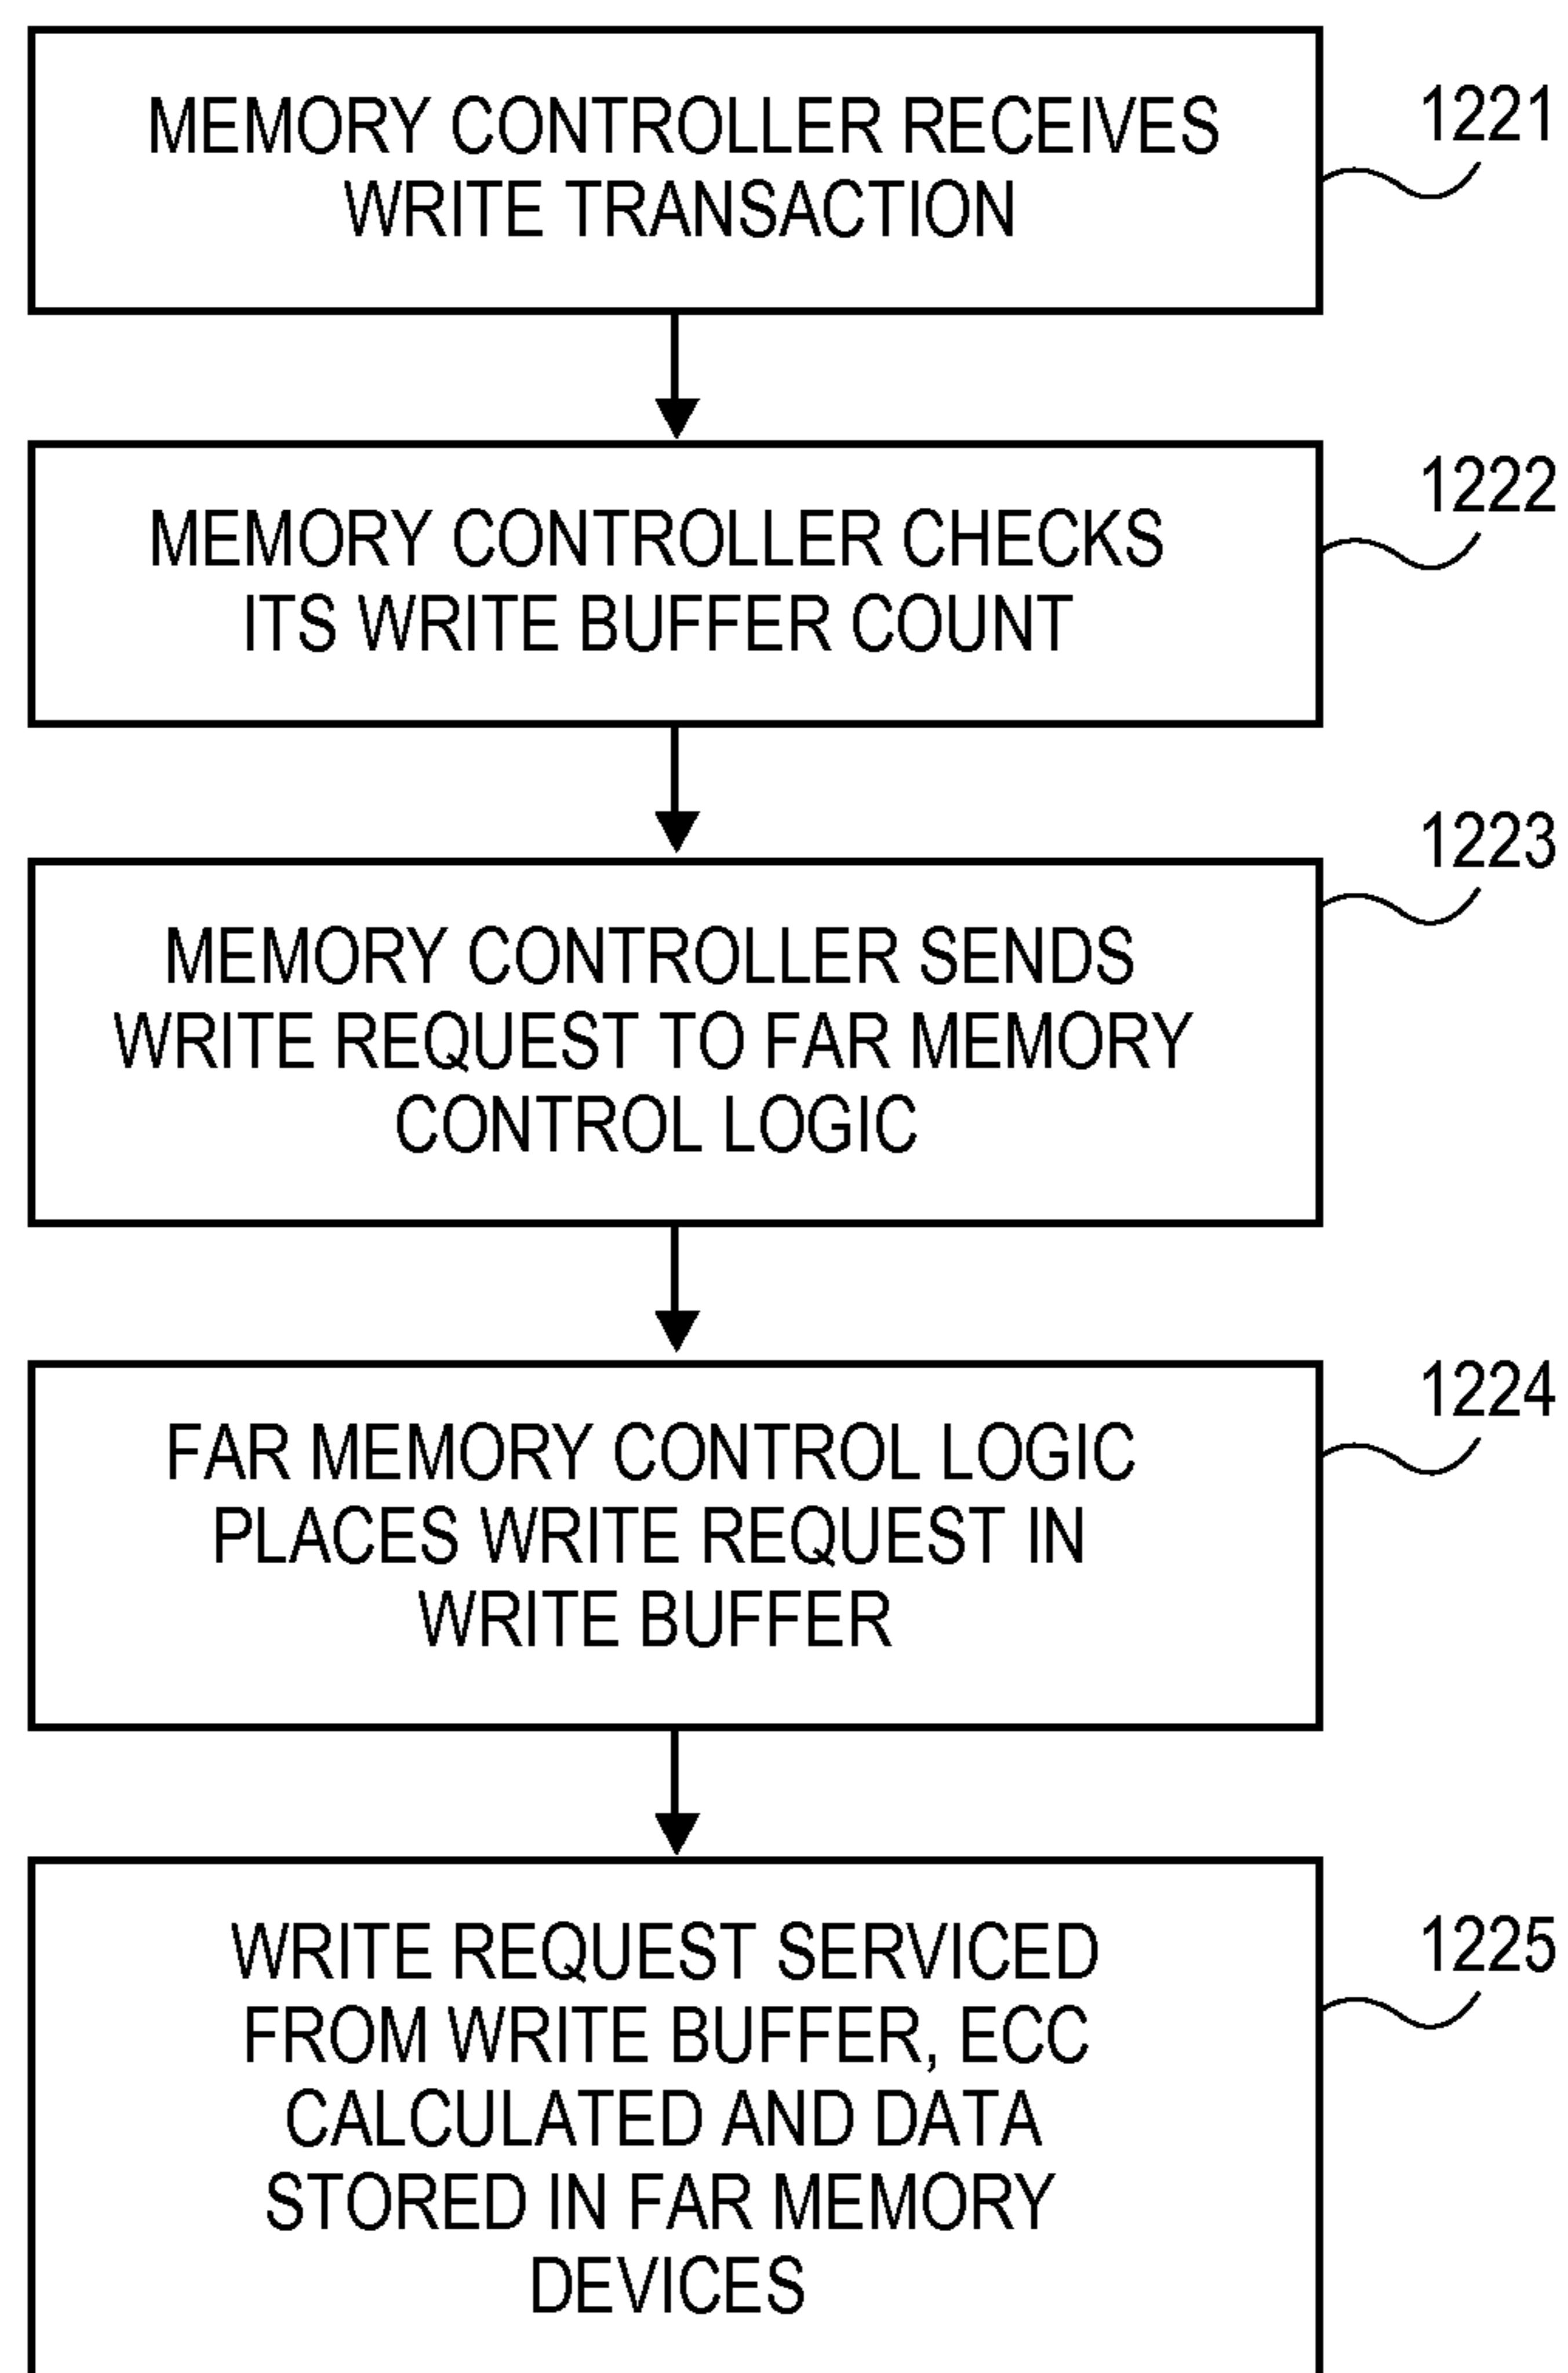 MEMORY CONTROLLER RECEIVES
WRITE TRANSACTION
1221
MEMORY CONTROLLER CHECKS
ITS WRITE BUFFER COUNT
1222
MEMORY CONTROLLER SENDS
WRITE REQUEST TO FAR MEMORY
CONTROL LOGIC
1223
FAR MEMORY CONTROL LOGIC
PLACES WRITE REQUEST IN
WRITE BUFFER
1224
WRITE REQUEST SERVICED
FROM WRITE BUFFER, ECC
CALCULATED AND DATA
STORED IN FAR MEMORY
DEVICES
1225